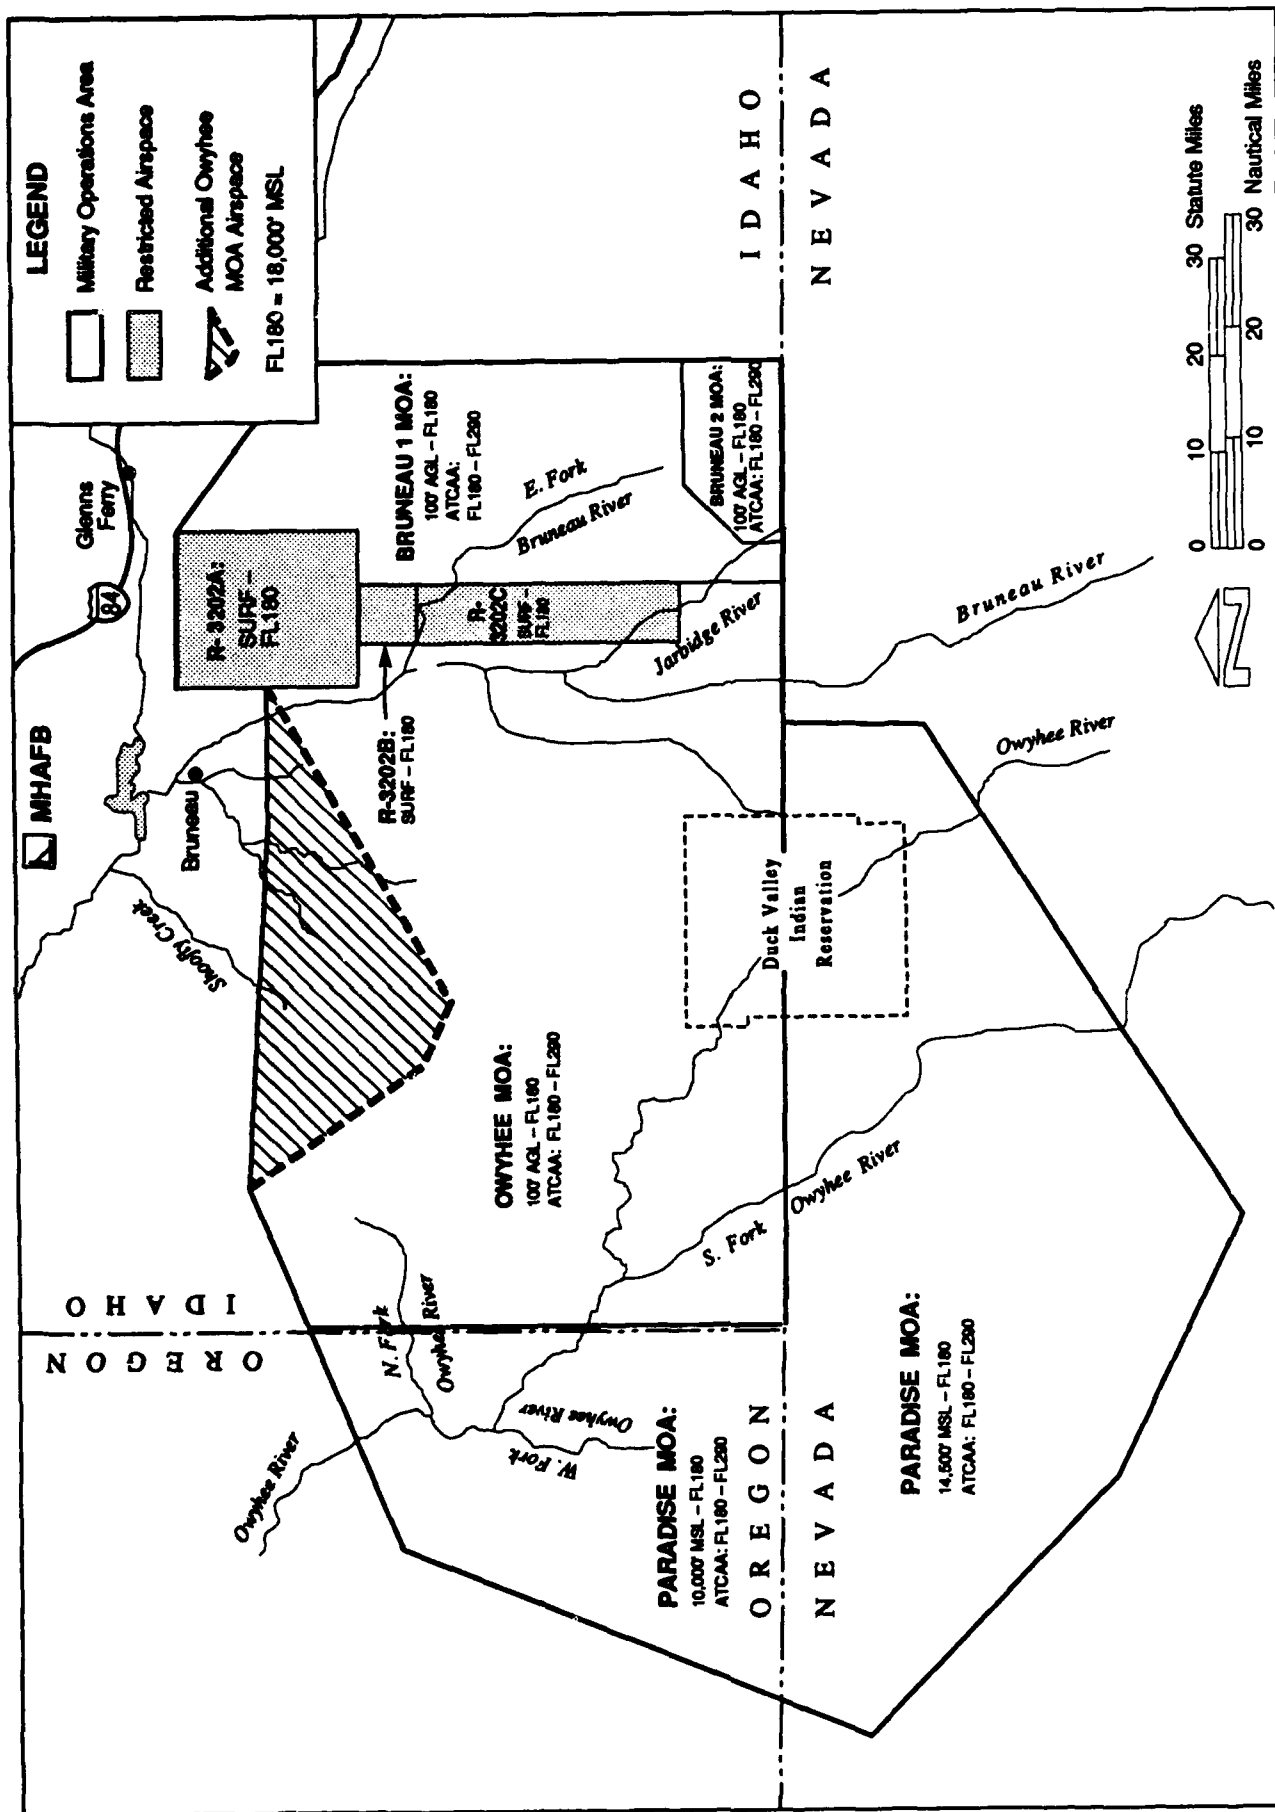 LEGEND
Military Operations Area
Restricted Airspace
Additional Owyhee
MOA Airspace
FL180 = 18,000' MSL
MHAFB
84
Glenns
Ferry
Bruneau
Shoofly Creek
R-3202A:
SURF –
FL180
R-3202B:
SURF – FL180
R-
3202C
SURF –
FL180
BRUNEAU 1 MOA:
100' AGL – FL180
ATCAA:
FL180 – FL290
E. Fork
Bruneau River
BRUNEAU 2 MOA:
100' AGL – FL180
ATCAA: FL180 – FL290
Jarbidge River
Bruneau River
OWYHEE MOA:
100' AGL – FL180
ATCAA: FL180 – FL290
Duck Valley
Indian
Reservation
Owyhee River
S. Fork Owyhee River
N. Fork
Owyhee River
Owyhee River
W. Fork
Owyhee River
OREGON
IDAHO
IDAHO
NEVADA
PARADISE MOA:
10,000' MSL – FL180
ATCAA: FL180 – FL290
OREGON
NEVADA
PARADISE MOA:
14,500' MSL – FL180
ATCAA: FL180 – FL290
0 10 20 30 Statute Miles
0 10 20 30 Nautical Miles
N